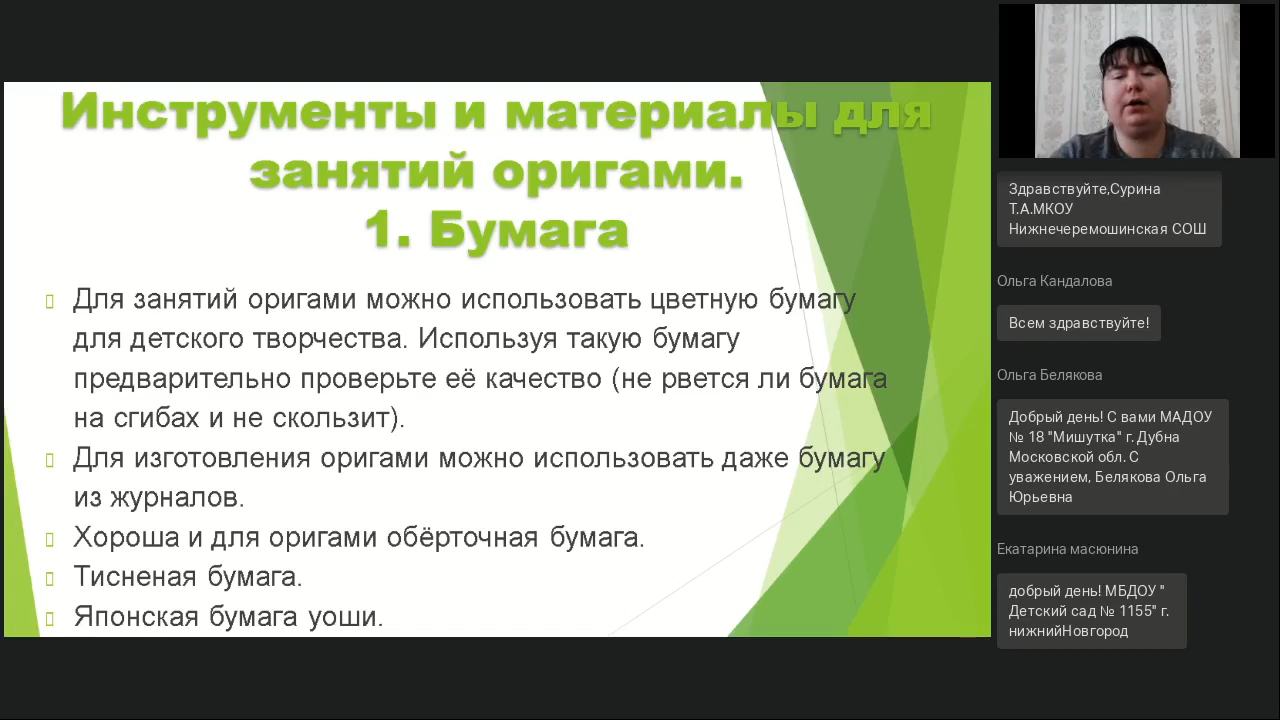 Инструменты и материалы для
занятий оригами.
1. Бумага
Для занятий оригами можно использовать цветную бумагу
для детского творчества. Используя такую бумагу
предварительно проверьте её качество (не рвется ли бумага
на сгибах и не скользит).
Для изготовления оригами можно использовать даже бумагу
из журналов.
Хороша и для оригами обёрточная бумага.
Тисненая бумага.
Японская бумага уоши.
Здравствуйте,Сурина
Т.А.МКОУ
Нижнечеремошинская СОШ
Ольга Кандалова
Всем здравствуйте!
Ольга Белякова
Добрый день! С вами МАДОУ
№ 18 "Мишутка" г. Дубна
Московской обл. С
уважением, Белякова Ольга
Юрьевна
Екатарина масюнина
добрый день! МБДОУ "
Детский сад № 1155" г.
нижнийНовгород